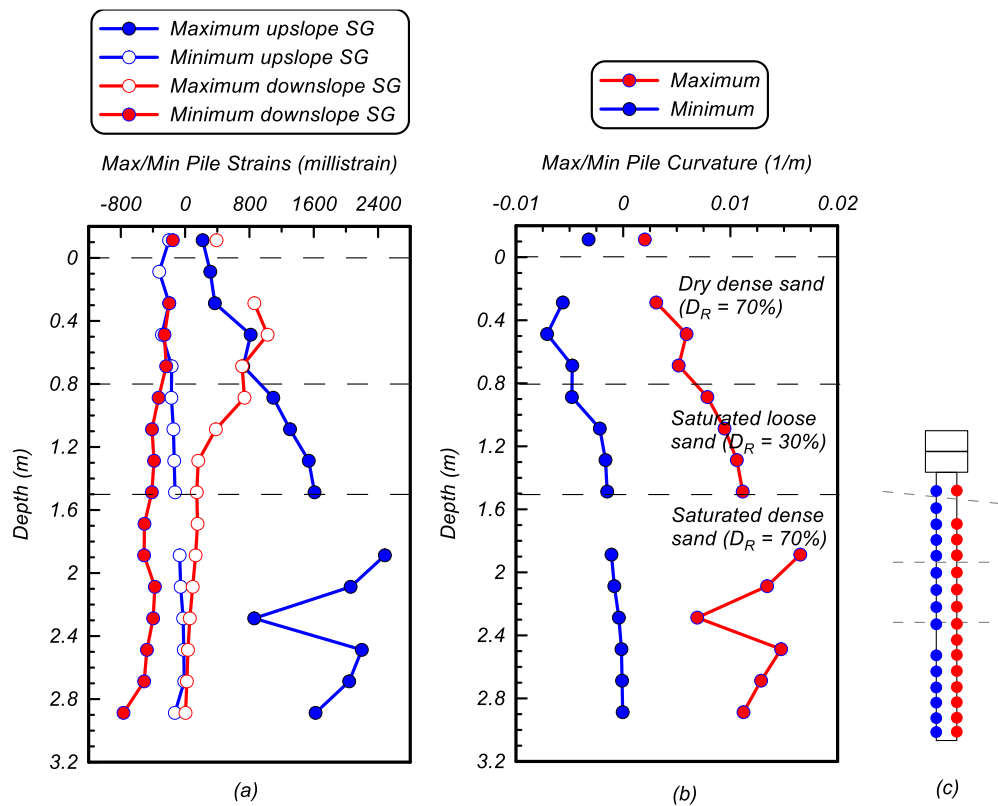 Maximum upslope SG
Minimum upslope SG
Maximum downslope SG
Minimum downslope SG
Max/Min Pile Strains (millistrain)
-800 0 800 1600 2400
0
0.4
0.8
1.2
1.6
2
2.4
2.8
3.2
Depth (m)
(a)
Maximum
Minimum
Max/Min Pile Curvature (1/m)
-0.01 0 0.01 0.02
0
0.4
0.8
1.2
1.6
2
2.4
2.8
3.2
Depth (m)
Dry dense sand
(DR = 70%)
Saturated loose
sand (DR = 30%)
Saturated dense
sand (DR = 70%)
(b)
(c)